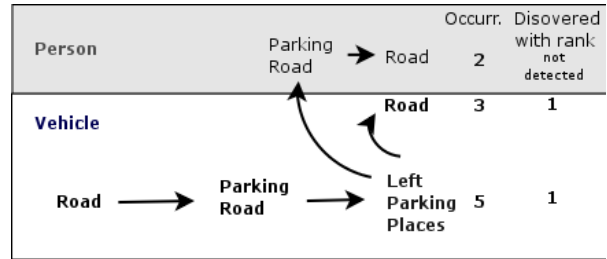 Occurr. Disovered
with rank
Person
Parking
Road
Road
2
not
detected
Road 3 1
Vehicle
Road
Parking
Road
Left
Parking
Places
5 1